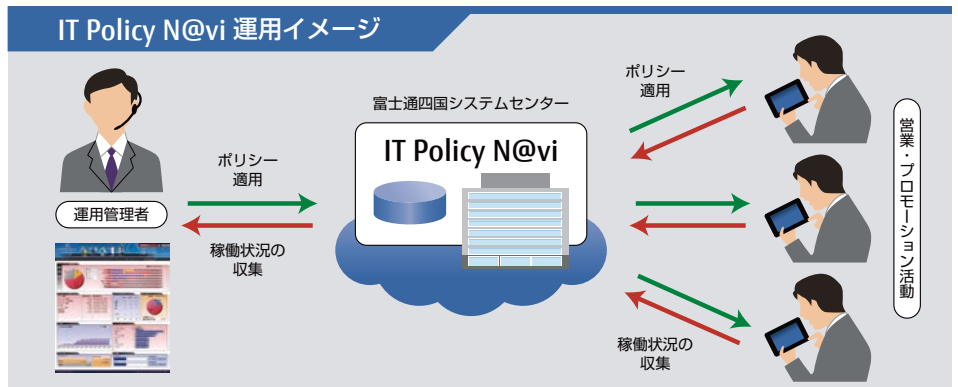 IT Policy N@vi 運用イメージ
富士通四国システムセンター
IT Policy N@vi
ポリシー
適用
運用管理者
稼働状況の
収集
ポリシー
適用
稼働状況の
収集
営業・プロモーション活動